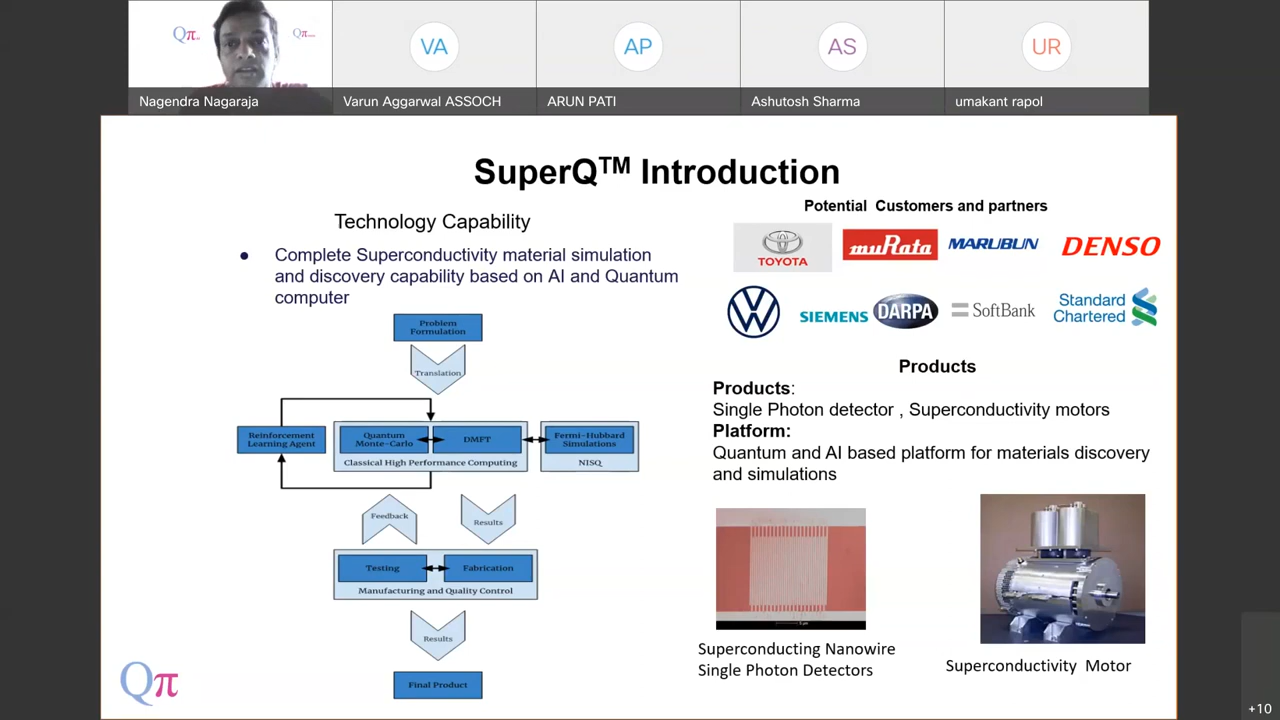 Qπ
Qπ
VA
AP
AS
UR
Nagendra Nagaraja
Varun Aggarwal ASSOCH
ARUN PATI
Ashutosh Sharma
umakant rapol
SuperQTM Introduction
Technology Capability
● Complete Superconductivity material simulation
and discovery capability based on AI and Quantum
computer
Problem
Formulation
Translation
Reinforcement
Learning Agent
Quantum
Monte-Carlo
DMFT
Classical High Performance Computing
Fermi-Hubbard
Simulations
NISQ
Feedback
Results
Testing
Fabrication
Manufacturing and Quality Control
Results
Final Product
Potential Customers and partners
TOYOTA
muRata
MARUBUN
DENSO
SIEMENS
DARPA
SoftBank
Standard
Chartered
Products
Products:
Single Photon detector , Superconductivity motors
Platform:
Quantum and AI based platform for materials discovery
and simulations
Superconducting Nanowire
Single Photon Detectors
Superconductivity Motor
Qπ
+10